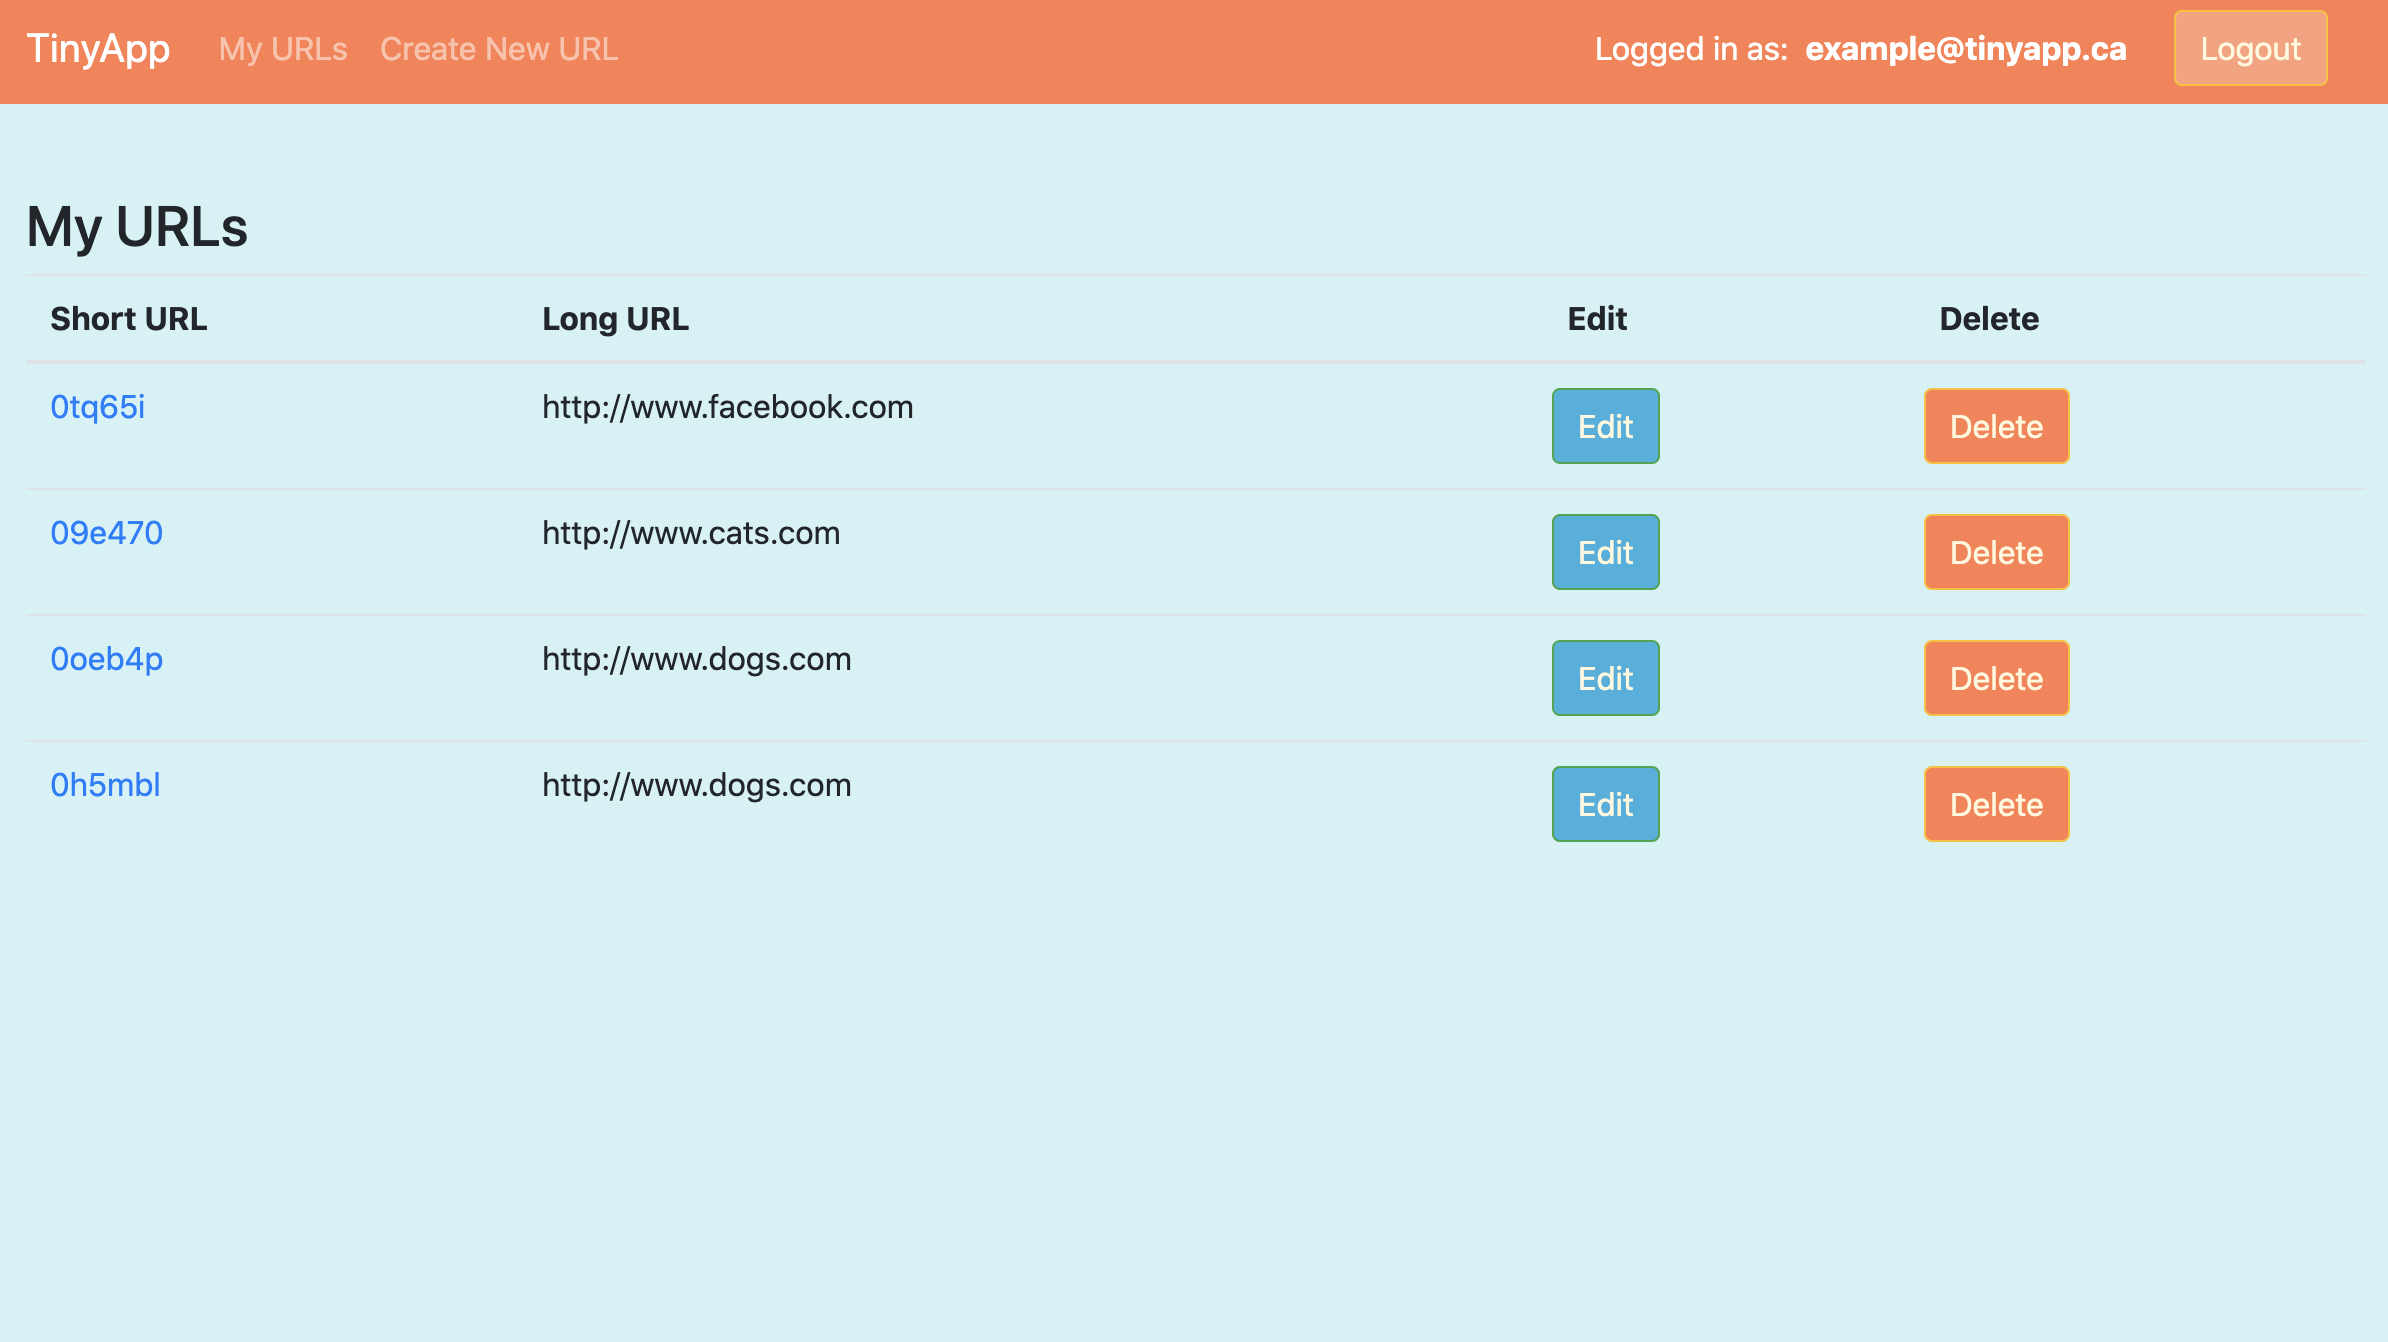 TinyApp My URLs Create New URL Logged in as: example@tinyapp.ca Logout
My URLs
Short URL Long URL Edit Delete
0tq65i http://www.facebook.com Edit Delete
09e470 http://www.cats.com Edit Delete
0oeb4p http://www.dogs.com Edit Delete
0h5mbl http://www.dogs.com Edit Delete